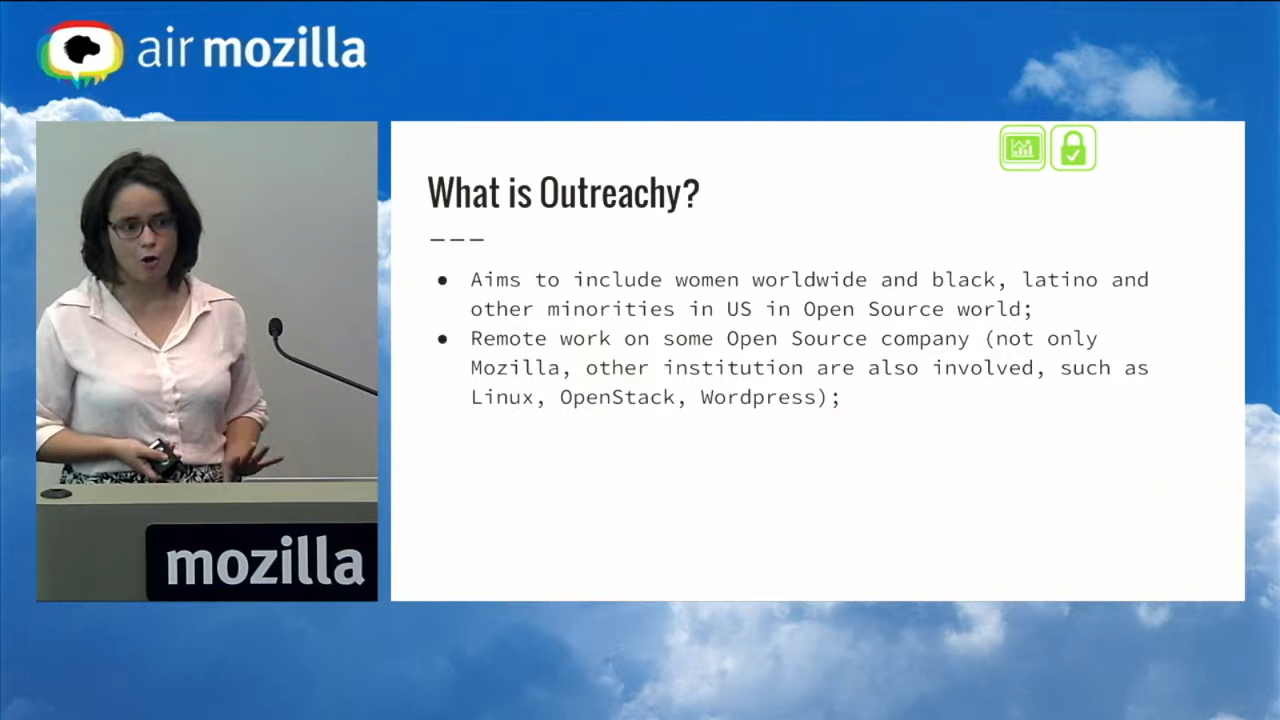 air mozilla
What is Outreachy?
---
● Aims to include women worldwide and black, latino and
other minorities in US in Open Source world;
● Remote work on some Open Source company (not only
Mozilla, other institution are also involved, such as
Linux, OpenStack, Wordpress);
mozilla